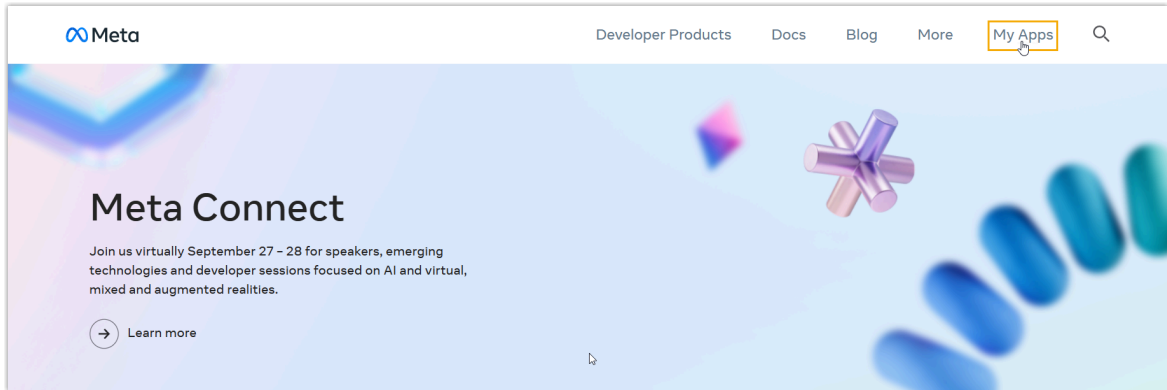 Meta
Developer Products Docs Blog More My Apps
Meta Connect
Join us virtually September 27 – 28 for speakers, emerging
technologies and developer sessions focused on AI and virtual,
mixed and augmented realities.
Learn more